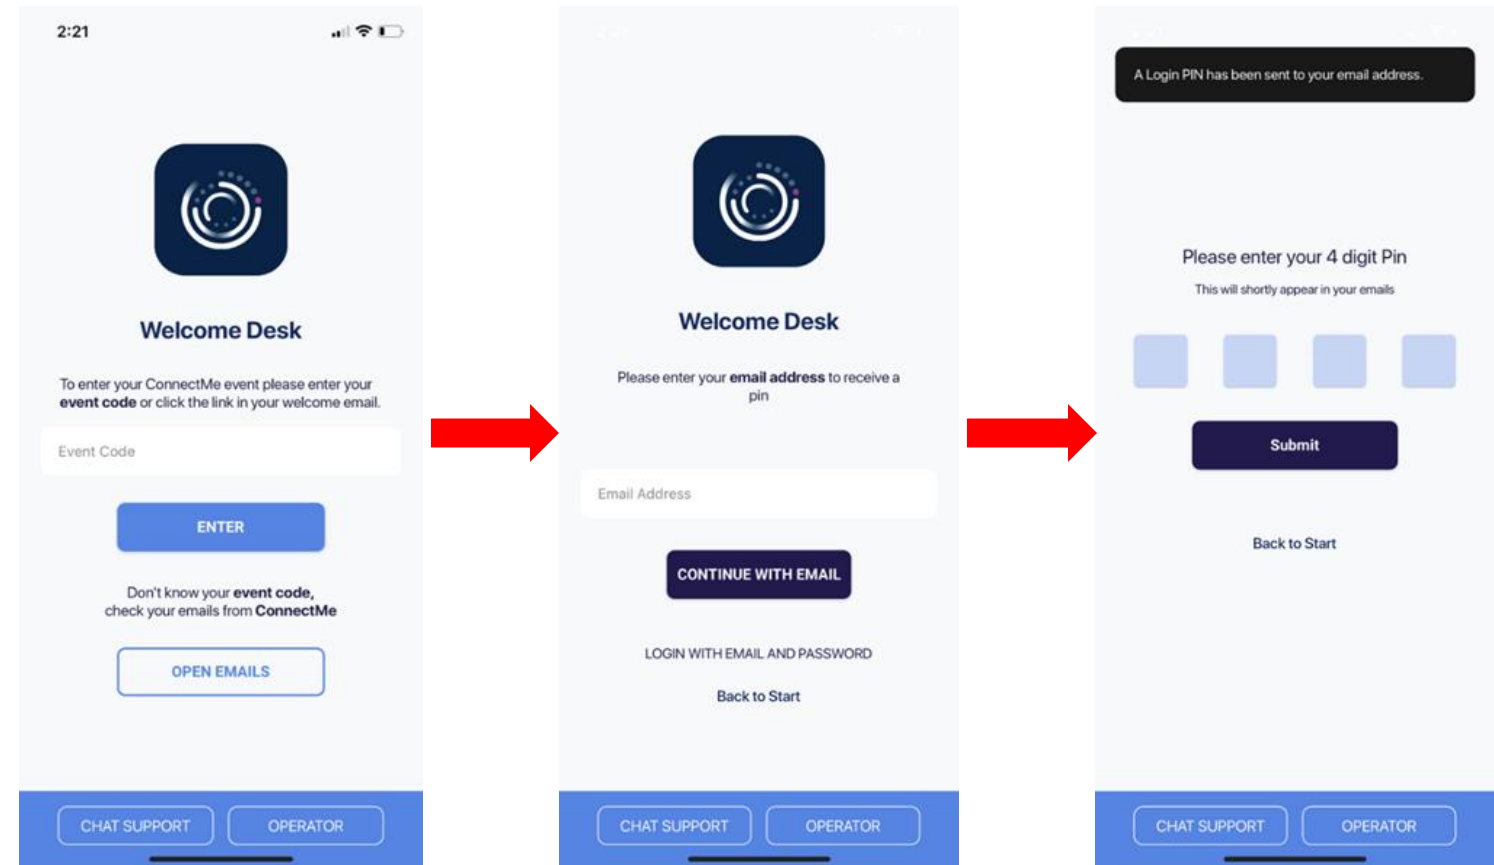 2:21
Welcome Desk
To enter your ConnectMe event please enter your
event code or click the link in your welcome email.
Event Code
ENTER
Don't know your event code,
check your emails from ConnectMe
OPEN EMAILS
CHAT SUPPORT
OPERATOR
Welcome Desk
Please enter your email address to receive a
pin
Email Address
CONTINUE WITH EMAIL
LOGIN WITH EMAIL AND PASSWORD
Back to Start
CHAT SUPPORT
OPERATOR
A Login PIN has been sent to your email address.
Please enter your 4 digit Pin
This will shortly appear in your emails
Submit
Back to Start
CHAT SUPPORT
OPERATOR